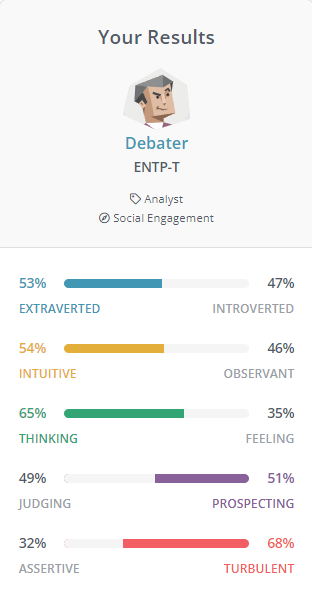 Your Results
Debater
ENTP-T
Analyst
Social Engagement
53% 47%
EXTRAVERTED INTROVERTED
54% 46%
INTUITIVE OBSERVANT
65% 35%
THINKING FEELING
49% 51%
JUDGING PROSPECTING
32% 68%
ASSERTIVE TURBULENT